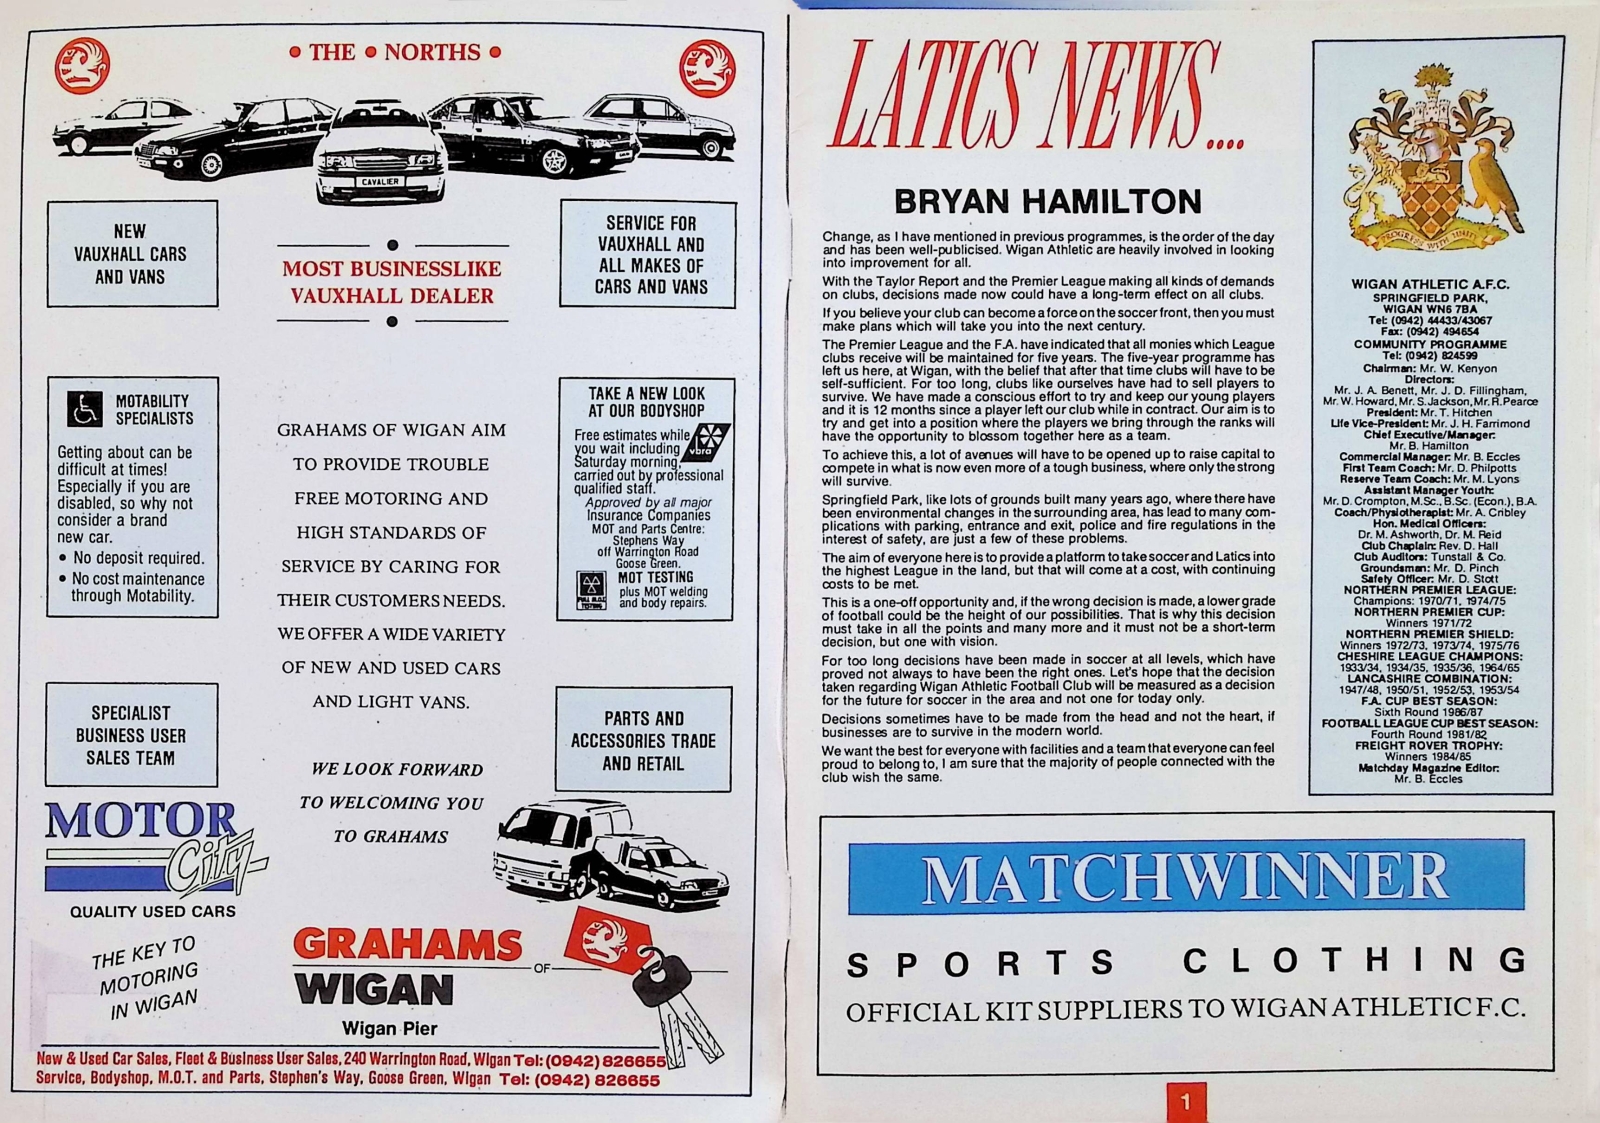 • THE • NORTHS •
CAVALIER
NEW
VAUXHALL CARS
AND VANS
MOST BUSINESSLIKE
VAUXHALL DEALER
SERVICE FOR
VAUXHALL AND
ALL MAKES OF
CARS AND VANS
MOTABILITY
SPECIALISTS
Getting about can be
difficult at times!
Especially if you are
disabled, so why not
consider a brand
new car.
• No deposit required.
• No cost maintenance
through Motability.
GRAHAMS OF WIGAN AIM
TO PROVIDE TROUBLE
FREE MOTORING AND
HIGH STANDARDS OF
SERVICE BY CARING FOR
THEIR CUSTOMERS NEEDS.
WE OFFER A WIDE VARIETY
OF NEW AND USED CARS
AND LIGHT VANS.
WE LOOK FORWARD
TO WELCOMING YOU
TO GRAHAMS
TAKE A NEW LOOK
AT OUR BODYSHOP
Free estimates while
you wait including
Saturday morning,
vbra
carried out by professional
qualified staff.
Approved by all major
Insurance Companies
MOT and Parts Centre:
Stephens Way
off Warrington Road
Goose Green.
MOT TESTING
plus MOT welding
and body repairs.
SPECIALIST
BUSINESS USER
SALES TEAM
PARTS AND
ACCESSORIES TRADE
AND RETAIL
MOTOR
City
QUALITY USED CARS
THE KEY TO
MOTORING
IN WIGAN
GRAHAMS
OF
WIGAN
Wigan Pier
New & Used Car Sales, Fleet & Business User Sales, 240 Warrington Road, Wigan Tel: (0942) 826655
Service, Bodyshop, M.O.T. and Parts, Stephen's Way, Goose Green, Wigan Tel: (0942) 826655
LATICS NEWS....
BRYAN HAMILTON
Change, as I have mentioned in previous programmes, is the order of the day
and has been well-publicised. Wigan Athletic are heavily involved in looking
into improvement for all.
With the Taylor Report and the Premier League making all kinds of demands
on clubs, decisions made now could have a long-term effect on all clubs.
If you believe your club can become a force on the soccer front, then you must
make plans which will take you into the next century.
The Premier League and the F.A. have indicated that all monies which League
clubs receive will be maintained for five years. The five-year programme has
left us here, at Wigan, with the belief that after that time clubs will have to be
self-sufficient. For too long, clubs like ourselves have had to sell players to
survive. We have made a conscious effort to try and keep our young players
and it is 12 months since a player left our club while in contract. Our aim is to
try and get into a position where the players we bring through the ranks will
have the opportunity to blossom together here as a team.
To achieve this, a lot of avenues will have to be opened up to raise capital to
compete in what is now even more of a tough business, where only the strong
will survive.
Springfield Park, like lots of grounds built many years ago, where there have
been environmental changes in the surrounding area, has lead to many com-
plications with parking, entrance and exit, police and fire regulations in the
interest of safety, are just a few of these problems.
The aim of everyone here is to provide a platform to take soccer and Latics into
the highest League in the land, but that will come at a cost, with continuing
costs to be met.
This is a one-off opportunity and, if the wrong decision is made, a lower grade
of football could be the height of our possibilities. That is why this decision
must take in all the points and many more and it must not be a short-term
decision, but one with vision.
For too long decisions have been made in soccer at all levels, which have
proved not always to have been the right ones. Let's hope that the decision
taken regarding Wigan Athletic Football Club will be measured as a decision
for the future for soccer in the area and not one for today only.
Decisions sometimes have to be made from the head and not the heart, if
businesses are to survive in the modern world.
We want the best for everyone with facilities and a team that everyone can feel
proud to belong to, I am sure that the majority of people connected with the
club wish the same.
PROGRESS WITH UNITY
WIGAN ATHLETIC A.F.C.
SPRINGFIELD PARK,
WIGAN WN6 7BA
Tel: (0942) 44433/43067
Fax: (0942) 494654
COMMUNITY PROGRAMME
Tel: (0942) 824599
Chairman: Mr. W. Kenyon
Directors:
Mr. J. A. Benett, Mr. J. D. Fillingham,
Mr. W. Howard, Mr. S. Jackson, Mr. R. Pearce
President: Mr. T. Hitchen
Life Vice-President: Mr. J. H. Farrimond
Chief Executive/Manager:
Mr. B. Hamilton
Commercial Manager: Mr. B. Eccles
First Team Coach: Mr. D. Philpotts
Reserve Team Coach: Mr. M. Lyons
Assistant Manager Youth:
Mr. D. Crompton, M.Sc., B.Sc. (Econ.), B.A.
Coach/Physiotherapist: Mr. A. Cribley
Hon. Medical Officers:
Dr. M. Ashworth, Dr. M. Reid
Club Chaplain: Rev. D. Hall
Club Auditors: Tunstall & Co.
Groundsman: Mr. D. Pinch
Safety Officer: Mr. D. Stott
NORTHERN PREMIER LEAGUE:
Champions: 1970/71, 1974/75
NORTHERN PREMIER CUP:
Winners 1971/72
NORTHERN PREMIER SHIELD:
Winners 1972/73, 1973/74, 1975/76
CHESHIRE LEAGUE CHAMPIONS:
1933/34, 1934/35, 1935/36, 1964/65
LANCASHIRE COMBINATION:
1947/48, 1950/51, 1952/53, 1953/54
F.A. CUP BEST SEASON:
Sixth Round 1986/87
FOOTBALL LEAGUE CUP BEST SEASON:
Fourth Round 1981/82
FREIGHT ROVER TROPHY:
Winners 1984/85
Matchday Magazine Editor:
Mr. B. Eccles
MATCHWINNER
SPORTS CLOTHING
OFFICIAL KIT SUPPLIERS TO WIGAN ATHLETIC F.C.
1